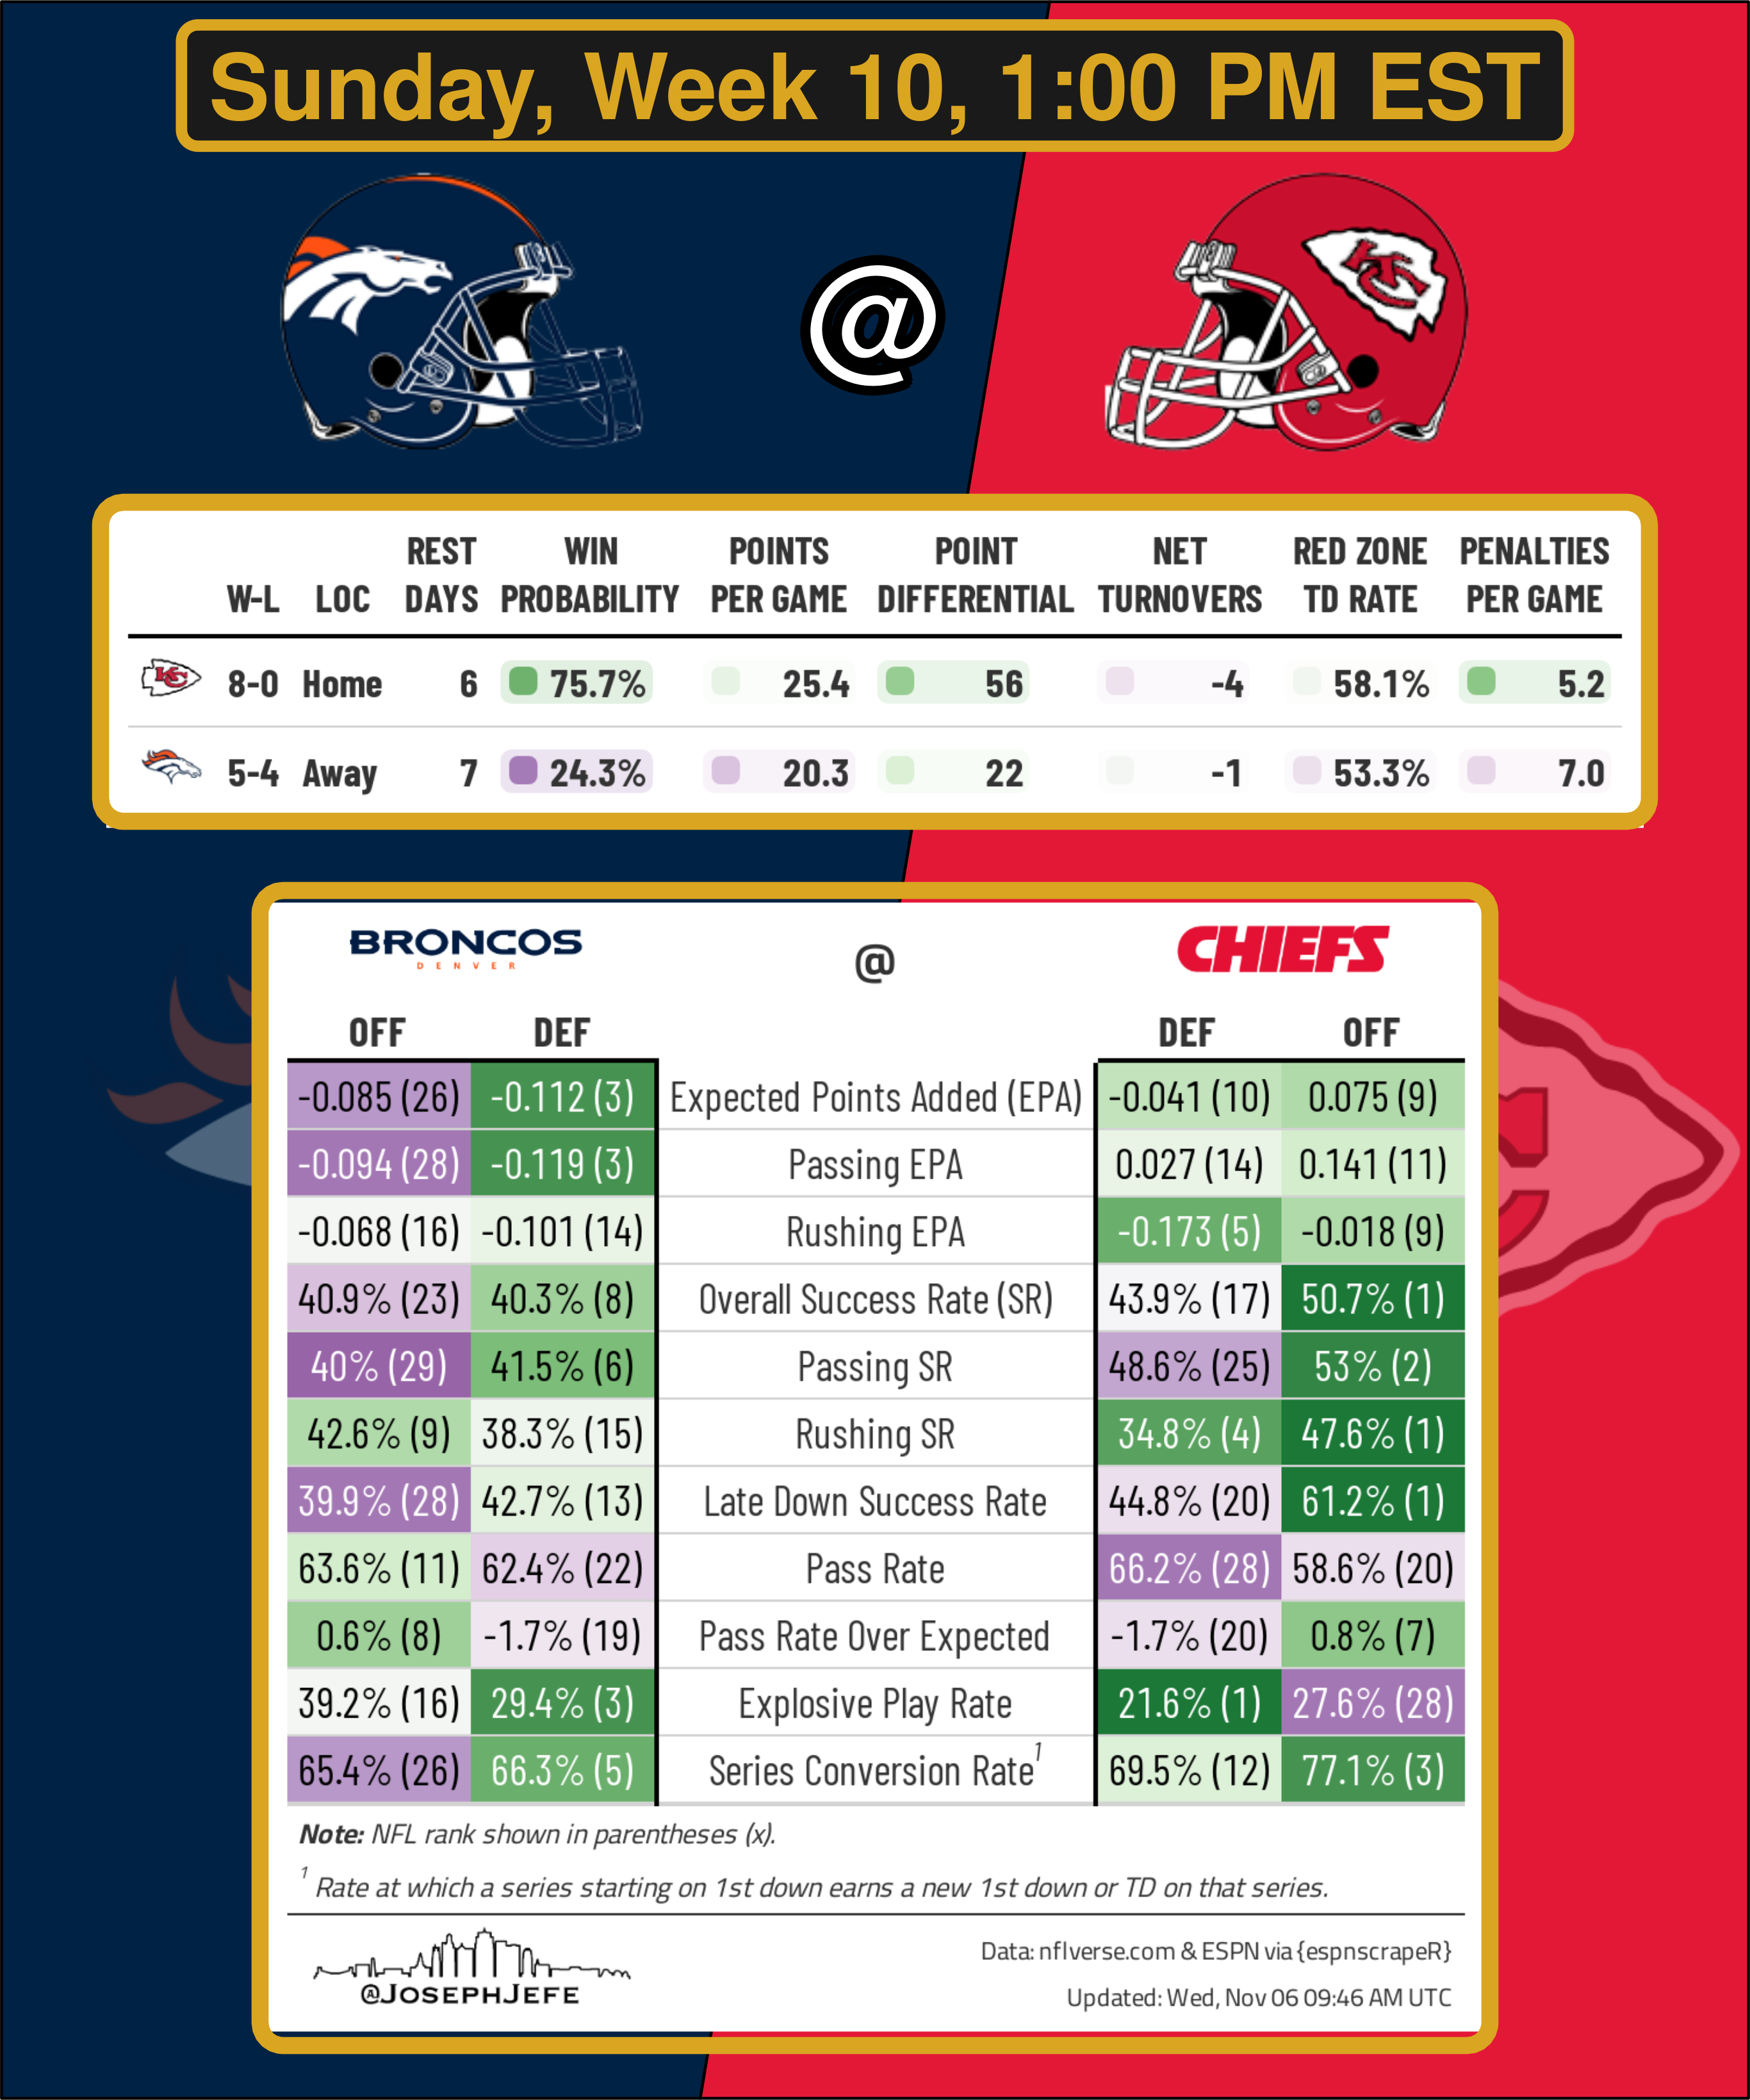 Sunday, Week 10, 1:00 PM EST
@
KC
W-L LOC REST DAYS WIN PROBABILITY POINTS PER GAME POINT DIFFERENTIAL NET TURNOVERS RED ZONE TD RATE PENALTIES PER GAME
KC 8-0 Home 6 75.7% 25.4 56 -4 58.1% 5.2
5-4 Away 7 24.3% 20.3 22 -1 53.3% 7.0
BRONCOS @ CHIEFS
DENVER
OFF DEF DEF OFF
-0.085 (26) -0.112 (3) Expected Points Added (EPA) -0.041 (10) 0.075 (9)
-0.094 (28) -0.119 (3) Passing EPA 0.027 (14) 0.141 (11)
-0.068 (16) -0.101 (14) Rushing EPA -0.173 (5) -0.018 (9)
40.9% (23) 40.3% (8) Overall Success Rate (SR) 43.9% (17) 50.7% (1)
40% (29) 41.5% (6) Passing SR 48.6% (25) 53% (2)
42.6% (9) 38.3% (15) Rushing SR 34.8% (4) 47.6% (1)
39.9% (28) 42.7% (13) Late Down Success Rate 44.8% (20) 61.2% (1)
63.6% (11) 62.4% (22) Pass Rate 66.2% (28) 58.6% (20)
0.6% (8) -1.7% (19) Pass Rate Over Expected -1.7% (20) 0.8% (7)
39.2% (16) 29.4% (3) Explosive Play Rate 21.6% (1) 27.6% (28)
65.4% (26) 66.3% (5) Series Conversion Rate¹ 69.5% (12) 77.1% (3)
Note: NFL rank shown in parentheses (x).
¹ Rate at which a series starting on 1st down earns a new 1st down or TD on that series.
@JOSEPHJEFE
Data: nflverse.com & ESPN via {espnscrapeR}
Updated: Wed, Nov 06 09:46 AM UTC